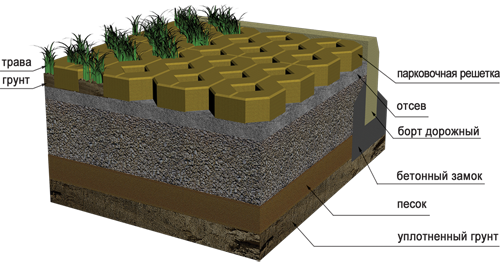 трава
грунт
парковочная решетка
отсев
борт дорожный
бетонный замок
песок
уплотненный грунт